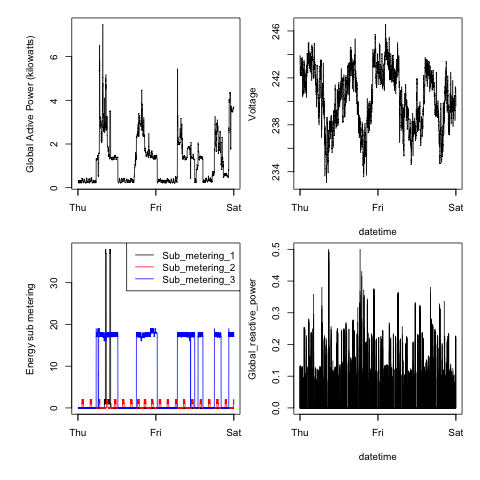 Global Active Power (kilowatts)
6
4
2
0
Thu
Fri
Sat
Voltage
246
242
238
234
Thu
Fri
Sat
datetime
Energy sub metering
30
20
10
0
Sub_metering_1
Sub_metering_2
Sub_metering_3
Thu
Fri
Sat
Global_reactive_power
0.5
0.4
0.3
0.2
0.1
0.0
Thu
Fri
Sat
datetime